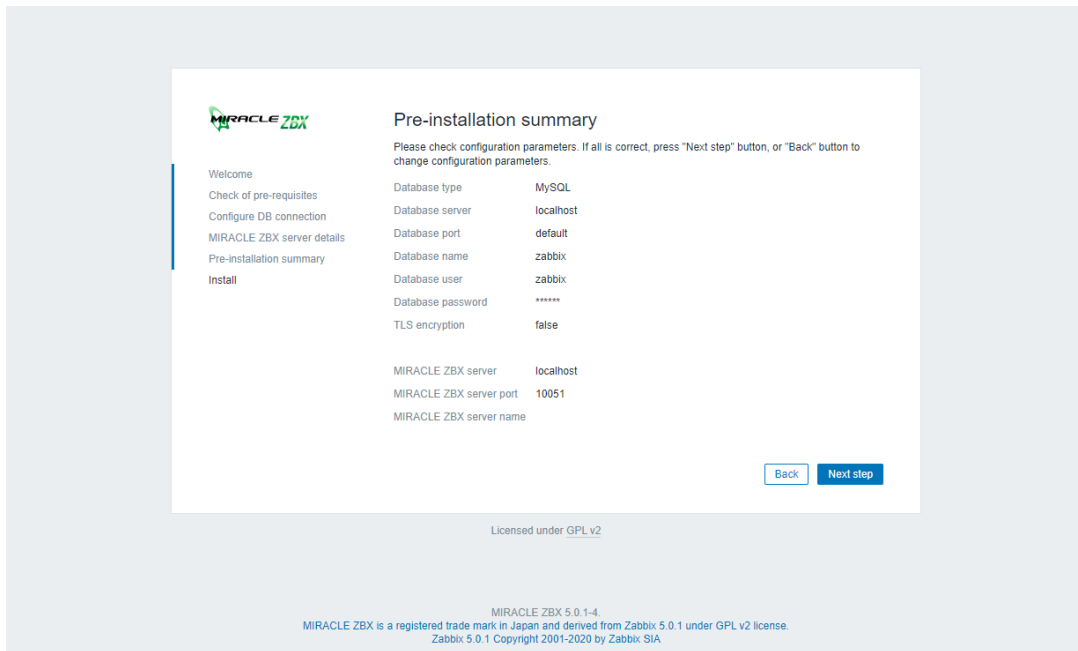 MIRACLE ZBX
Pre-installation summary
Please check configuration parameters. If all is correct, press "Next step" button, or "Back" button to
change configuration parameters.
Welcome
Check of pre-requisites
Configure DB connection
MIRACLE ZBX server details
Pre-installation summary
Install
Database type MySQL
Database server localhost
Database port default
Database name zabbix
Database user zabbix
Database password ******
TLS encryption false
MIRACLE ZBX server localhost
MIRACLE ZBX server port 10051
MIRACLE ZBX server name
Back Next step
Licensed under GPL v2
MIRACLE ZBX 5.0.1-4.
MIRACLE ZBX is a registered trade mark in Japan and derived from Zabbix 5.0.1 under GPL v2 license.
Zabbix 5.0.1 Copyright 2001-2020 by Zabbix SIA